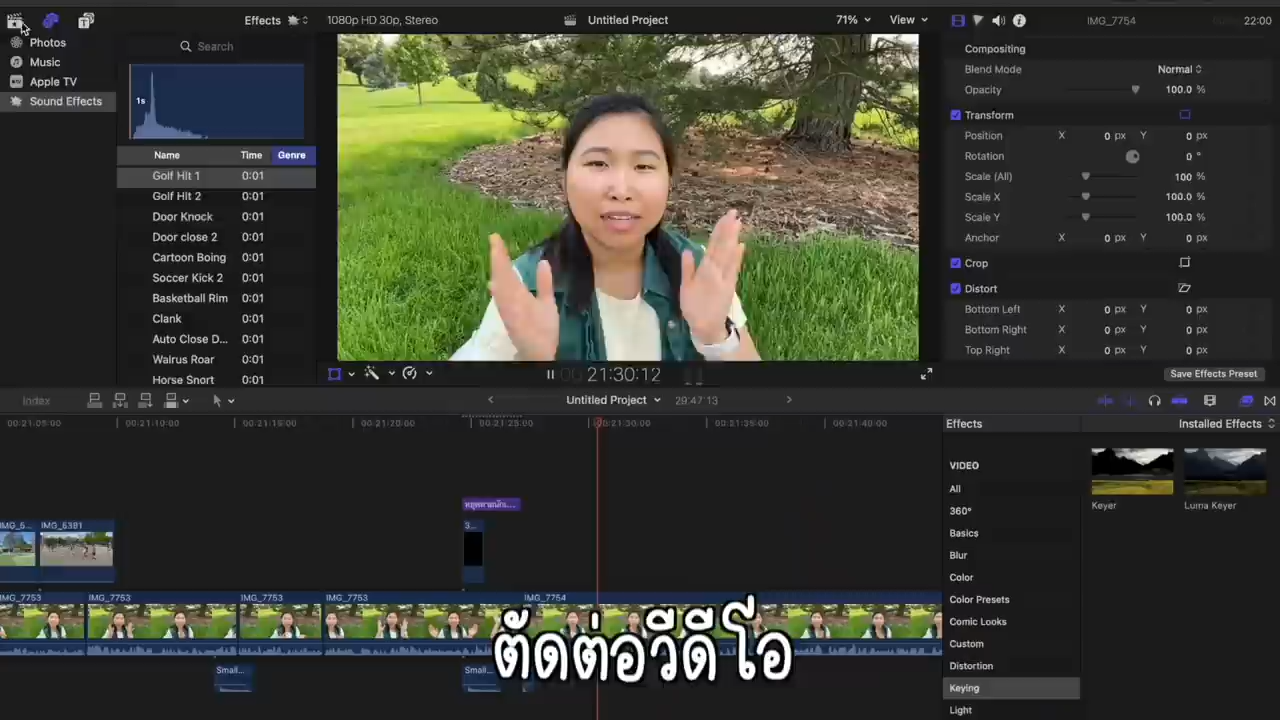 Effects
1080p HD 30p, Stereo
Untitled Project
71%
View
IMG_7754
22:00
Photos
Music
Apple TV
Sound Effects
Search
1s
Name Time Genre
Golf Hit 1 0:01
Golf Hit 2 0:01
Door Knock 0:01
Door close 2 0:01
Cartoon Boing 0:01
Soccer Kick 2 0:01
Basketball Rim 0:01
Clank 0:01
Auto Close D... 0:01
Walrus Roar 0:01
Horse Snort 0:01
Compositing
Blend Mode Normal
Opacity 100.0 %
Transform
Position X 0 px Y 0 px
Rotation 0 °
Scale (All) 100 %
Scale X 100.0 %
Scale Y 100.0 %
Anchor X 0 px Y 0 px
Crop
Distort
Bottom Left X 0 px Y 0 px
Bottom Right X 0 px Y 0 px
Top Right X 0 px Y 0 px
21:30:12
Save Effects Preset
Index
Untitled Project
29:47:13
00:21:05:00 00:21:10:00 00:21:15:00 00:21:20:00 00:21:25:00 00:21:30:00 00:21:35:00 00:21:40:00
Effects
Installed Effects
VIDEO
All
360°
Basics
Blur
Color
Color Presets
Comic Looks
Custom
Distortion
Keying
Light
Keyer
Luma Keyer
IMG_6... IMG_6391
S...
IMG_7753 IMG_7753 IMG_7753 IMG_7753 IMG_7754
Small... Small...
ตัดต่อวีดีโอ